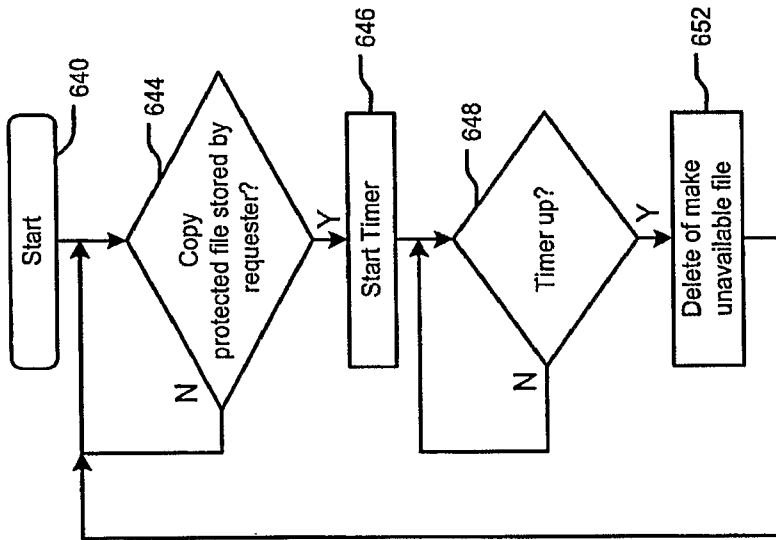 Start
640
644
Copy
protected file stored by
requester?
N
Y
646
Start Timer
648
Timer up?
N
Y
652
Delete of make
unavailable file